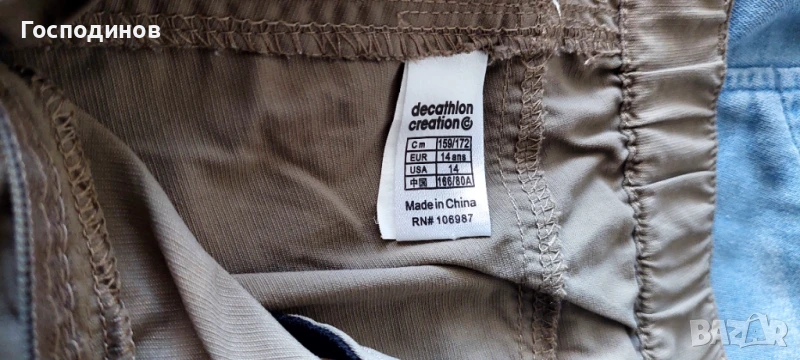 Господинов
decathlon
creation
Cm 159/172
EUR 14 ans
USA 14
中国 166/80A
Made in China
RN# 106987
BAZAR